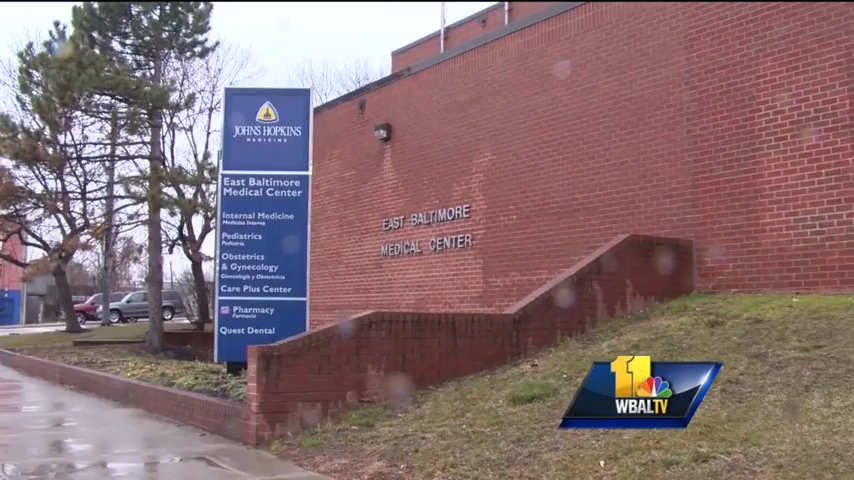 JOHNS HOPKINS
MEDICINE
East Baltimore
Medical Center
Internal Medicine
Medicina Interna
Pediatrics
Pediatria
Obstetrics
& Gynecology
Ginecología y Obstetricia
Care Plus Center
Pharmacy
Farmacia
Quest Dental
EAST BALTIMORE
MEDICAL CENTER
11
WBALTV